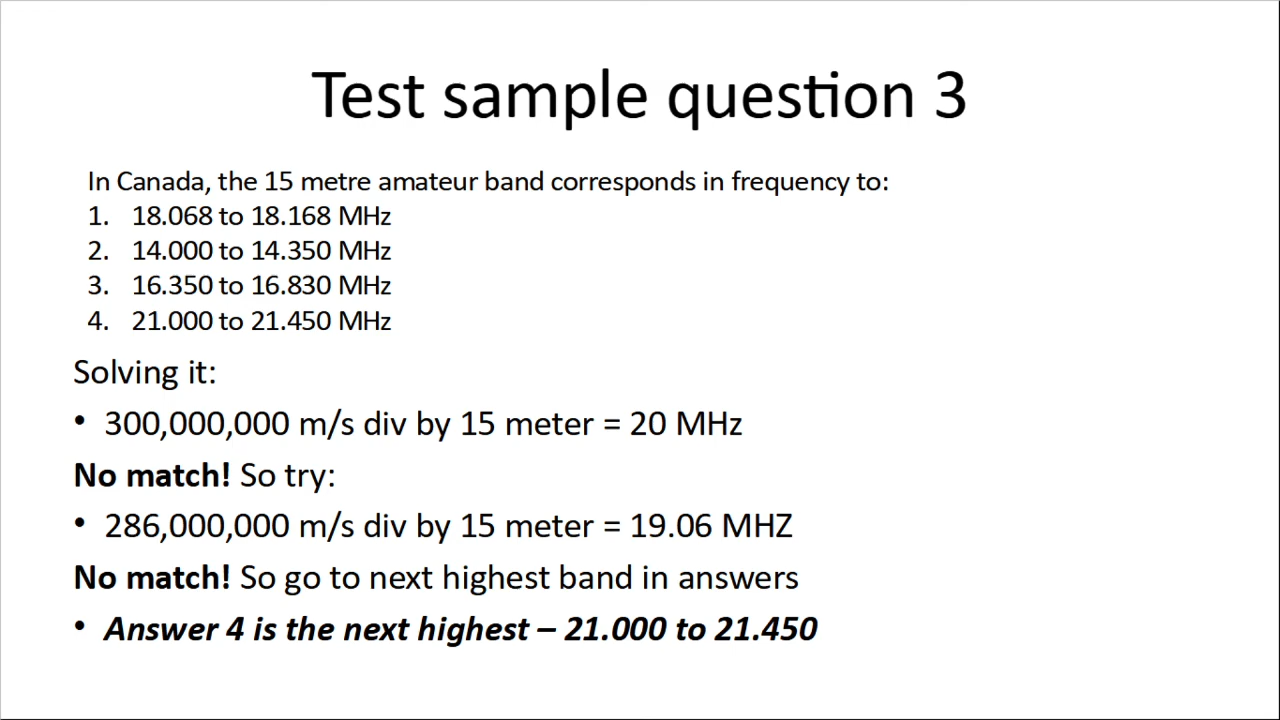 Test sample question 3
In Canada, the 15 metre amateur band corresponds in frequency to:
1. 18.068 to 18.168 MHz
2. 14.000 to 14.350 MHz
3. 16.350 to 16.830 MHz
4. 21.000 to 21.450 MHz
Solving it:
• 300,000,000 m/s div by 15 meter = 20 MHz
No match! So try:
• 286,000,000 m/s div by 15 meter = 19.06 MHZ
No match! So go to next highest band in answers
• Answer 4 is the next highest – 21.000 to 21.450